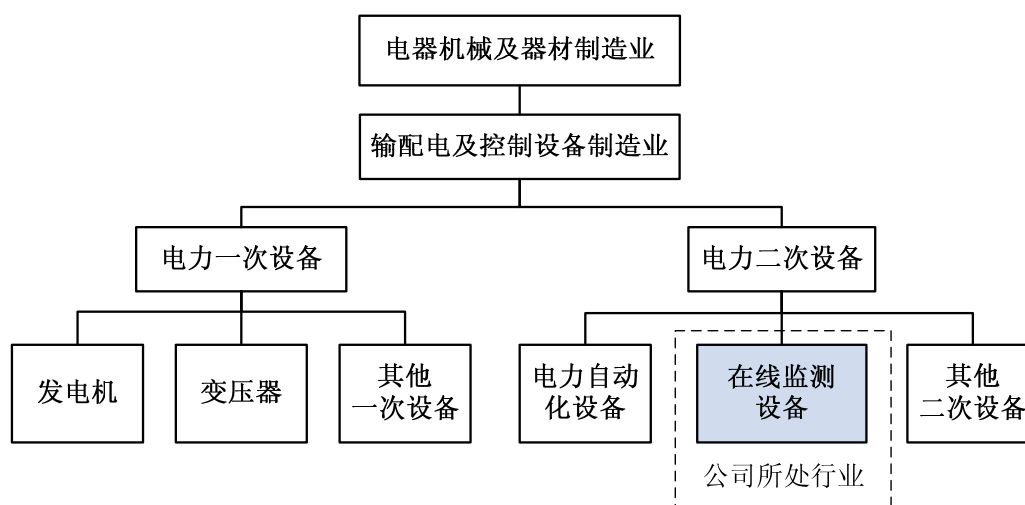 电器机械及器材制造业
输配电及控制设备制造业
电力一次设备
电力二次设备
发电机
变压器
其他
一次设备
电力自动
化设备
在线监测
设备
其他
二次设备
公司所处行业